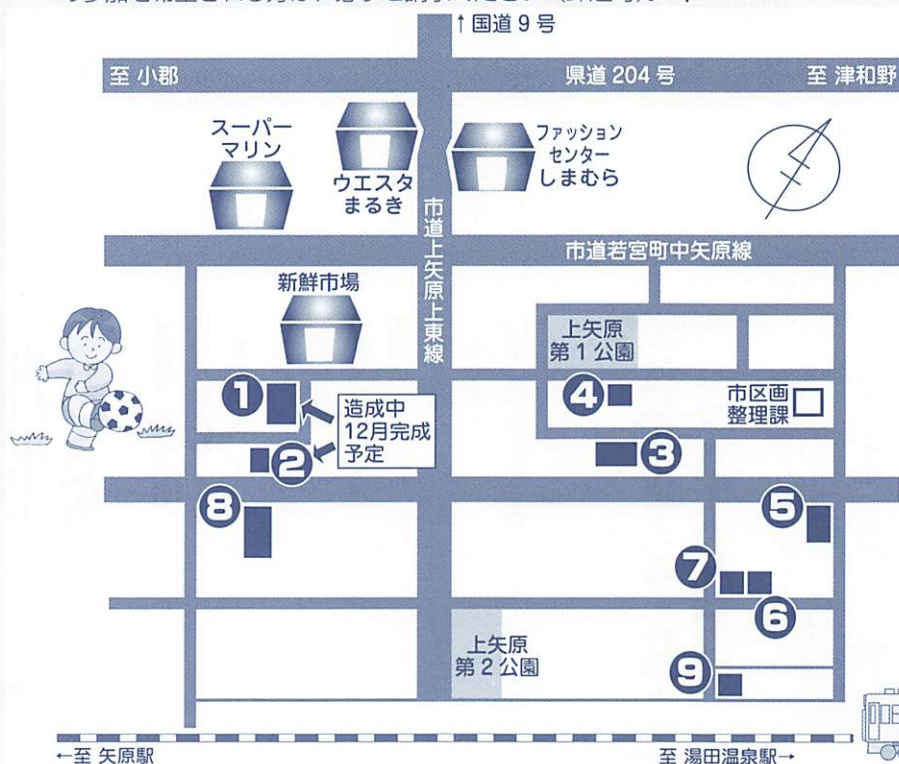 ↑国道9号
至 小郡
県道204号
至 津和野
スーパー
マリン
ウエスタ
まるき
ファッション
センター
しまむら
市道上矢原上東線
市道若宮町中矢原線
新鮮市場
上矢原
第1公園
1
造成中
12月完成
予定
2
4
市区画
整理課
3
8
5
7
6
上矢原
第2公園
9
←至 矢原駅
至 湯田温泉駅→